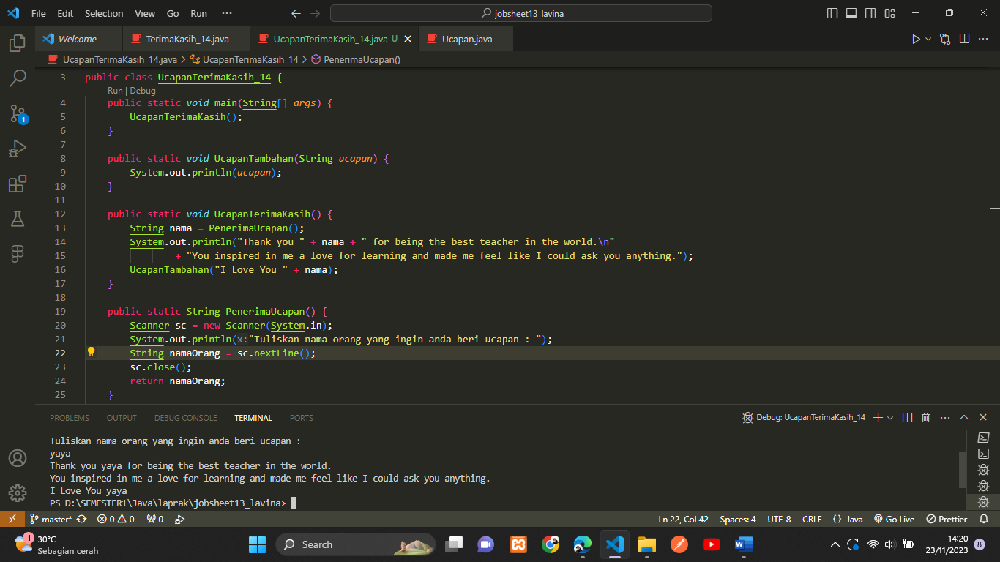 File Edit Selection View Go Run ··· jobsheet13_lavina
Welcome TerimaKasih_14.java UcapanTerimaKasih_14.java U Ucapan.java
UcapanTerimaKasih_14.java > UcapanTerimaKasih_14 > PenerimaUcapan()
3 public class UcapanTerimaKasih_14 {
Run | Debug
4 public static void main(String[] args) {
5 UcapanTerimaKasih();
6 }
7
8 public static void UcapanTambahan(String ucapan) {
9 System.out.println(ucapan);
10 }
11
12 public static void UcapanTerimaKasih() {
13 String nama = PenerimaUcapan();
14 System.out.println("Thank you " + nama + " for being the best teacher in the world.\n"
15 + "You inspired in me a love for learning and made me feel like I could ask you anything.");
16 UcapanTambahan("I Love You " + nama);
17 }
18
19 public static String PenerimaUcapan() {
20 Scanner sc = new Scanner(System.in);
21 System.out.println(x:"Tuliskan nama orang yang ingin anda beri ucapan : ");
22 String namaOrang = sc.nextLine();
23 sc.close();
24 return namaOrang;
25 }
PROBLEMS OUTPUT DEBUG CONSOLE TERMINAL PORTS Debug: UcapanTerimaKasih_14
Tuliskan nama orang yang ingin anda beri ucapan :
yaya
Thank you yaya for being the best teacher in the world.
You inspired in me a love for learning and made me feel like I could ask you anything.
I Love You yaya
PS D:\SEMESTER1\Java\laprak\jobsheet13_lavina>
1
master* 0 0 0 Ln 22, Col 42 Spaces: 4 UTF-8 CRLF {} Java Go Live Prettier
1 30°C Search 14:20
Sebagian cerah 23/11/2023 8